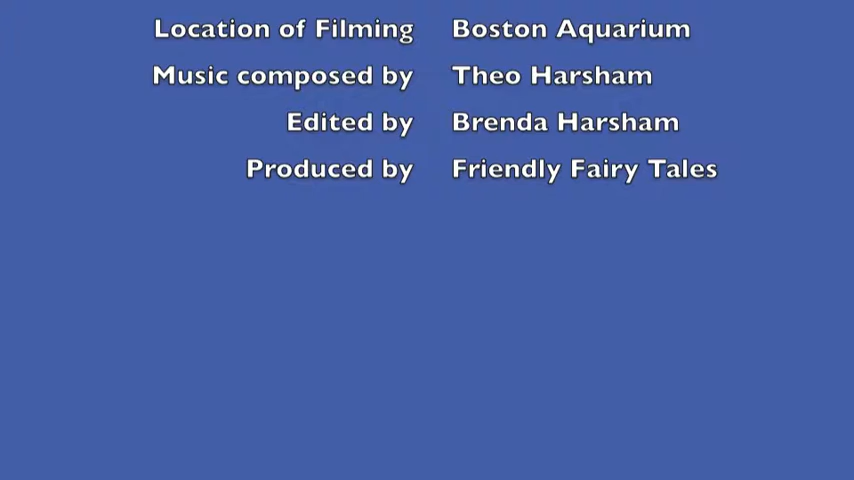 Location of Filming Boston Aquarium
Music composed by Theo Harsham
Edited by Brenda Harsham
Produced by Friendly Fairy Tales